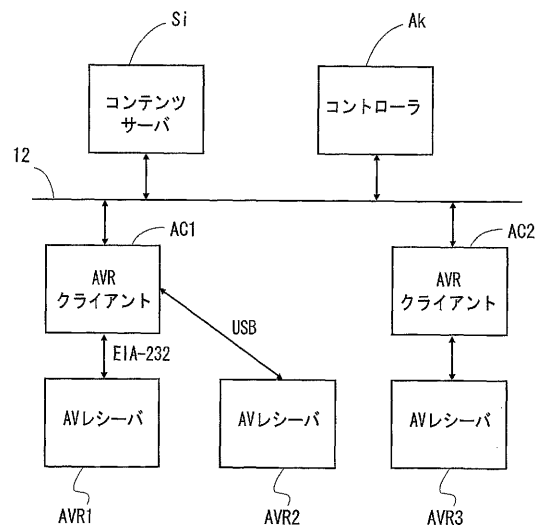 Si
Ak
コンテンツ
サーバ
コントローラ
12
AC1
AC2
AVR
クライアント
AVR
クライアント
USB
EIA-232
AVレシーバ
AVレシーバ
AVレシーバ
AVR1
AVR2
AVR3